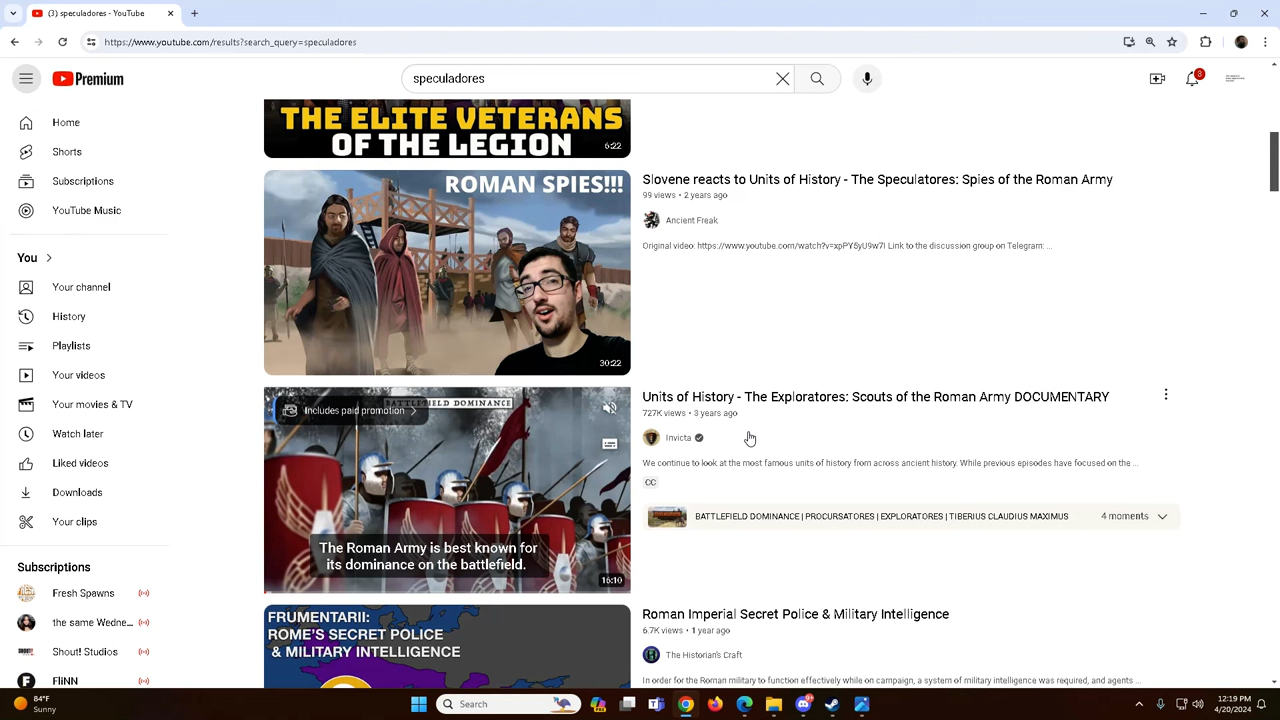 (3) speculadores - YouTube
https://www.youtube.com/results?search_query=speculadores
Premium
speculadores
3
Home
Shorts
Subscriptions
YouTube Music
You
Your channel
History
Playlists
Your videos
Your movies & TV
Watch later
Liked videos
Downloads
Your clips
Subscriptions
Fresh Spawns
the same Wedne...
Shout! Studios
FliNN
THE ELITE VETERANS
OF THE LEGION
6:22
ROMAN SPIES!!!
30:22
Slovene reacts to Units of History - The Speculatores: Spies of the Roman Army
99 views • 2 years ago
Ancient Freak
Original video: https://www.youtube.com/watch?v=xpPY5yU9w7I Link to the discussion group on Telegram: ...
BATTLEFIELD DOMINANCE
Includes paid promotion
The Roman Army is best known for
its dominance on the battlefield.
16:10
Units of History - The Exploratores: Scouts of the Roman Army DOCUMENTARY
727K views • 3 years ago
Invicta
We continue to look at the most famous units of history from across ancient history. While previous episodes have focused on the ...
CC
BATTLEFIELD DOMINANCE | PROCURSATORES | EXPLORATORES | TIBERIUS CLAUDIUS MAXIMUS
4 moments
FRUMENTARII:
ROME'S SECRET POLICE
& MILITARY INTELLIGENCE
Roman Imperial Secret Police & Military Intelligence
6.7K views • 1 year ago
The Historian's Craft
In order for the Roman military to function effectively while on campaign, a system of military intelligence was required, and agents ...
84°F
Sunny
Search
12:19 PM
4/20/2024